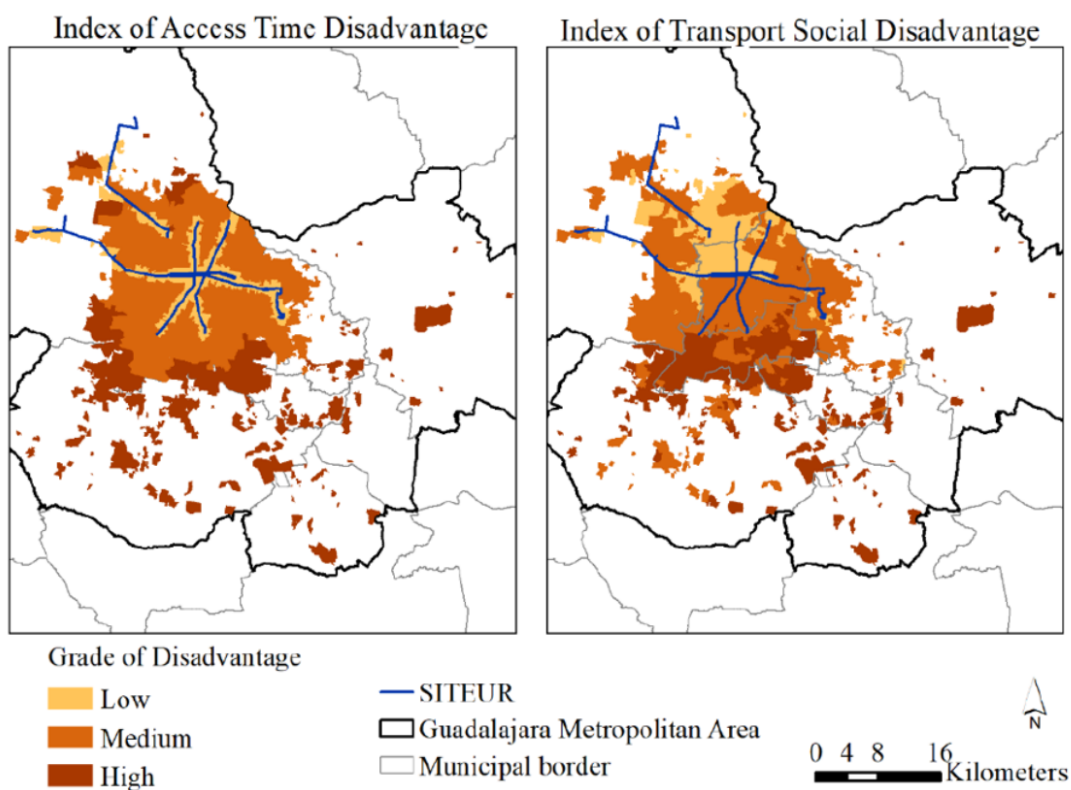 Index of Access Time Disadvantage
Index of Transport Social Disadvantage
Grade of Disadvantage
Low
Medium
High
SITEUR
Guadalajara Metropolitan Area
Municipal border
N
0 4 8 16
Kilometers